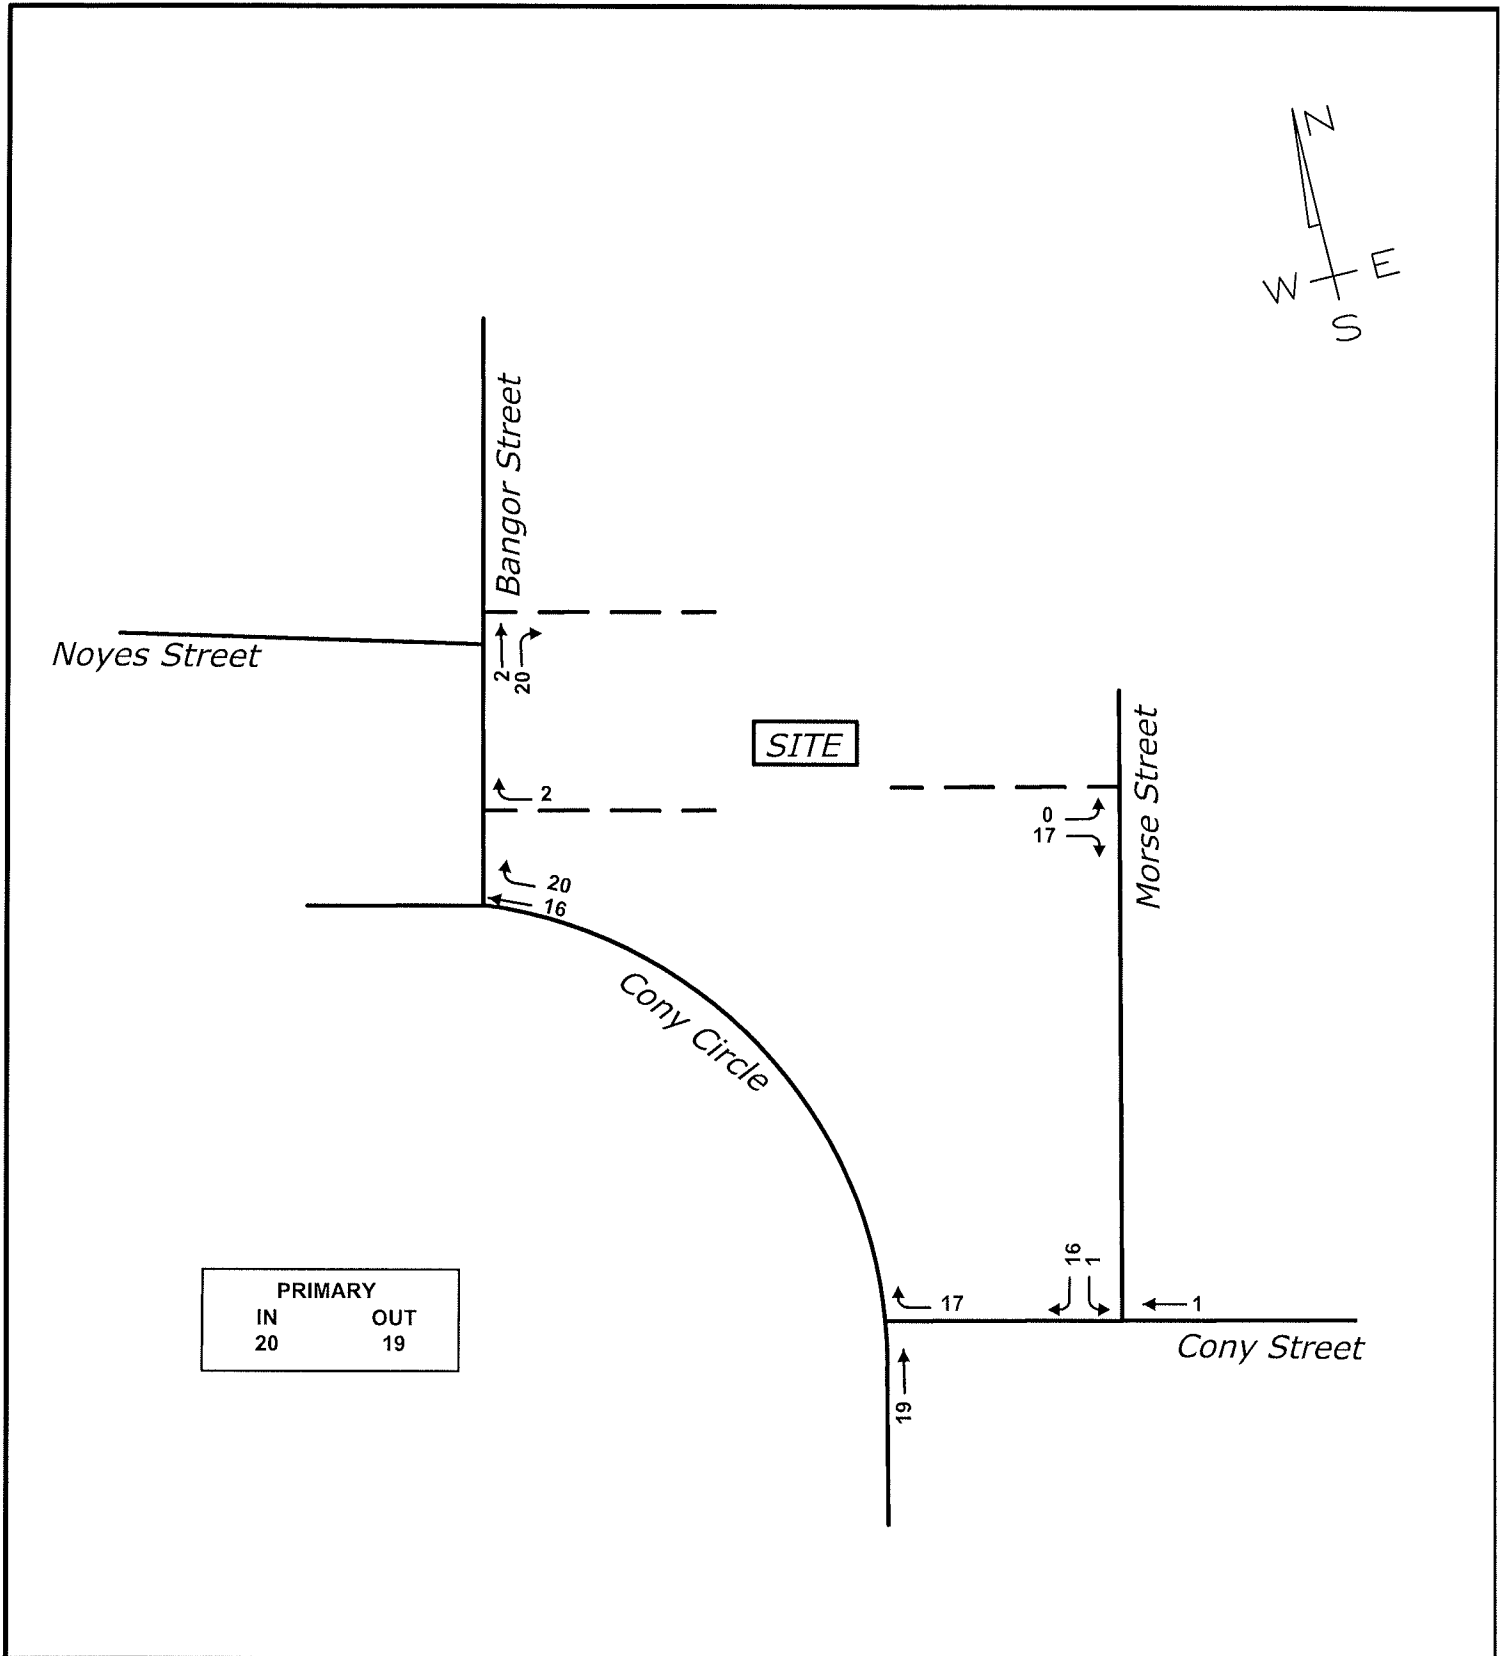 N
W E
S
Bangor Street
Noyes Street
2
20
SITE
Morse Street
2
0
17
20
16
Cony Circle
16
1
17
1
Cony Street
19
PRIMARY
IN OUT
20 19